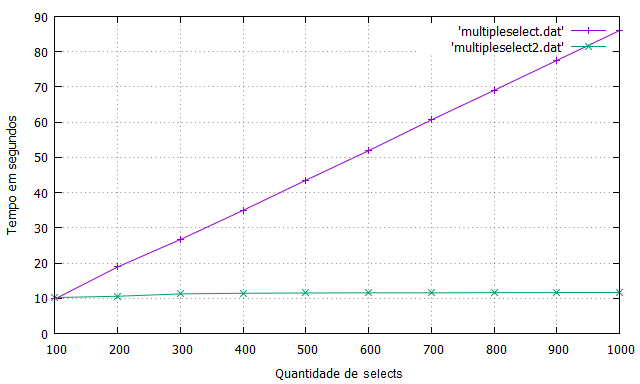 'multipleselect.dat'
'multipleselect2.dat'
Tempo em segundos
90
80
70
60
50
40
30
20
10
0
100 200 300 400 500 600 700 800 900 1000
Quantidade de selects